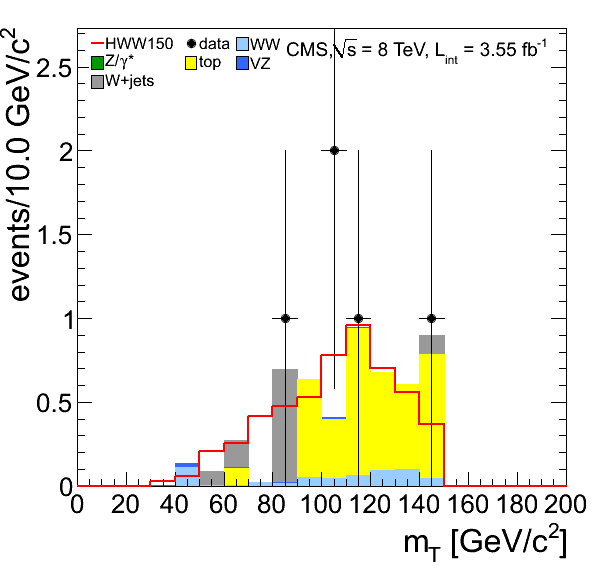 HWW150
data
WW
Z/γ*
top
VZ
W+jets
CMS,√s = 8 TeV, L_int = 3.55 fb⁻¹
events/10.0 GeV/c²
2.5
2
1.5
1
0.5
0
0 20 40 60 80 100 120 140 160 180 200
m_T [GeV/c²]